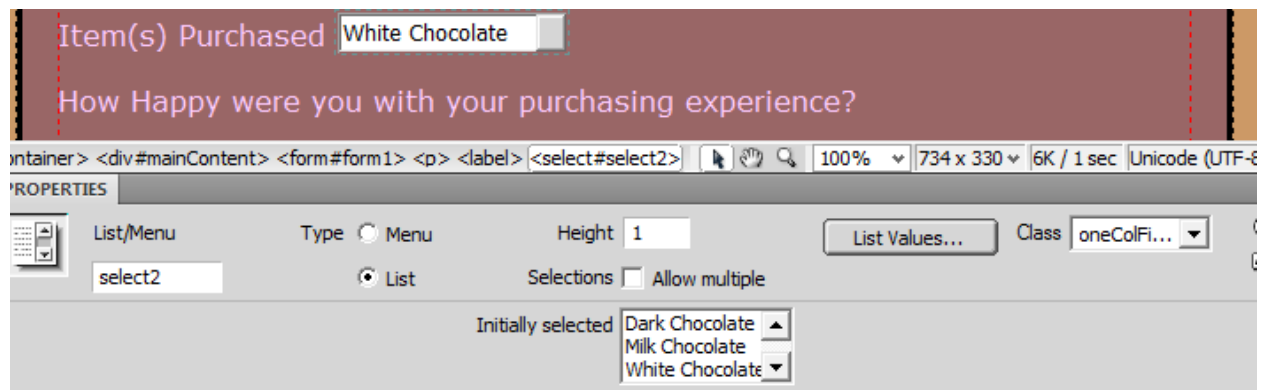 Item(s) Purchased White Chocolate
How Happy were you with your purchasing experience?
ontainer> <div#mainContent> <form#form1> <p> <label> <select#select2> 100% 734 x 330 6K / 1 sec Unicode (UTF-8
PROPERTIES
List/Menu Type Menu Height 1 List Values... Class oneColFi...
select2 List Selections Allow multiple
Initially selected Dark Chocolate
Milk Chocolate
White Chocolate